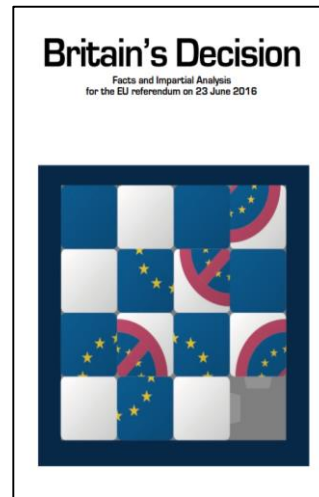 Britain's Decision
Facts and Impartial Analysis
for the EU referendum on 23 June 2016